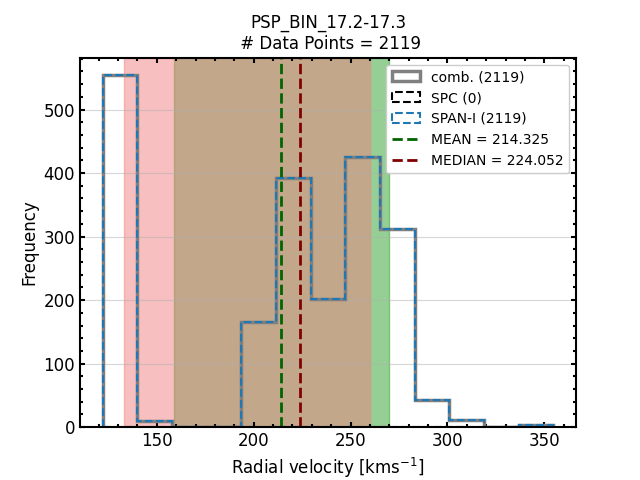 PSP_BIN_17.2-17.3
# Data Points = 2119
comb. (2119)
SPC (0)
SPAN-I (2119)
MEAN = 214.325
MEDIAN = 224.052
Frequency
500
400
300
200
100
0
150 200 250 300 350
Radial velocity [kms⁻¹]